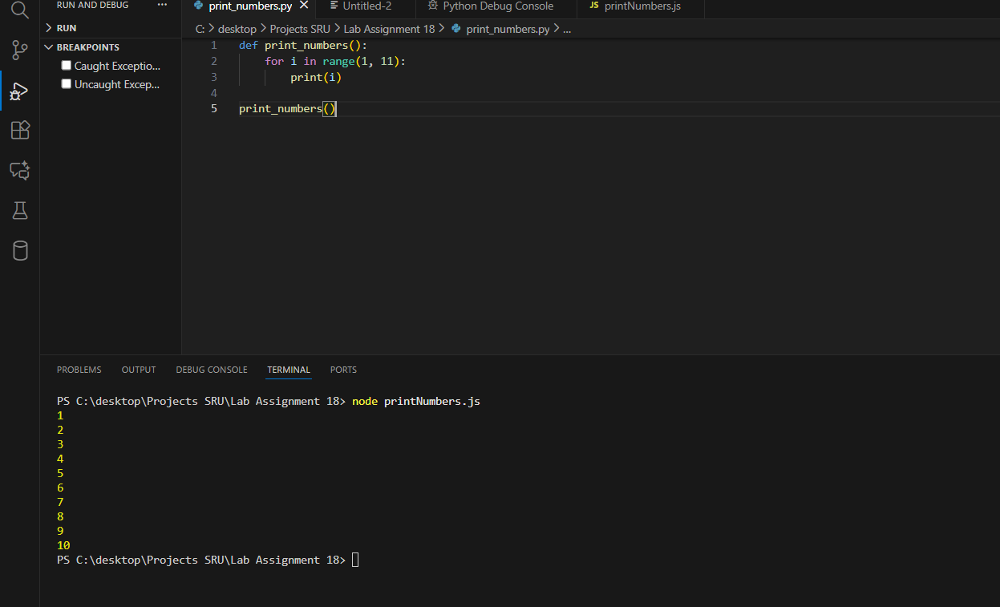 RUN AND DEBUG ···
RUN
BREAKPOINTS
Caught Exceptio...
Uncaught Excep...
print_numbers.py Untitled-2 Python Debug Console JS printNumbers.js
C: > desktop > Projects SRU > Lab Assignment 18 > print_numbers.py > ...
1 def print_numbers():
2     for i in range(1, 11):
3         print(i)
4
5 print_numbers()
PROBLEMS OUTPUT DEBUG CONSOLE TERMINAL PORTS
PS C:\desktop\Projects SRU\Lab Assignment 18> node printNumbers.js
1
2
3
4
5
6
7
8
9
10
PS C:\desktop\Projects SRU\Lab Assignment 18>